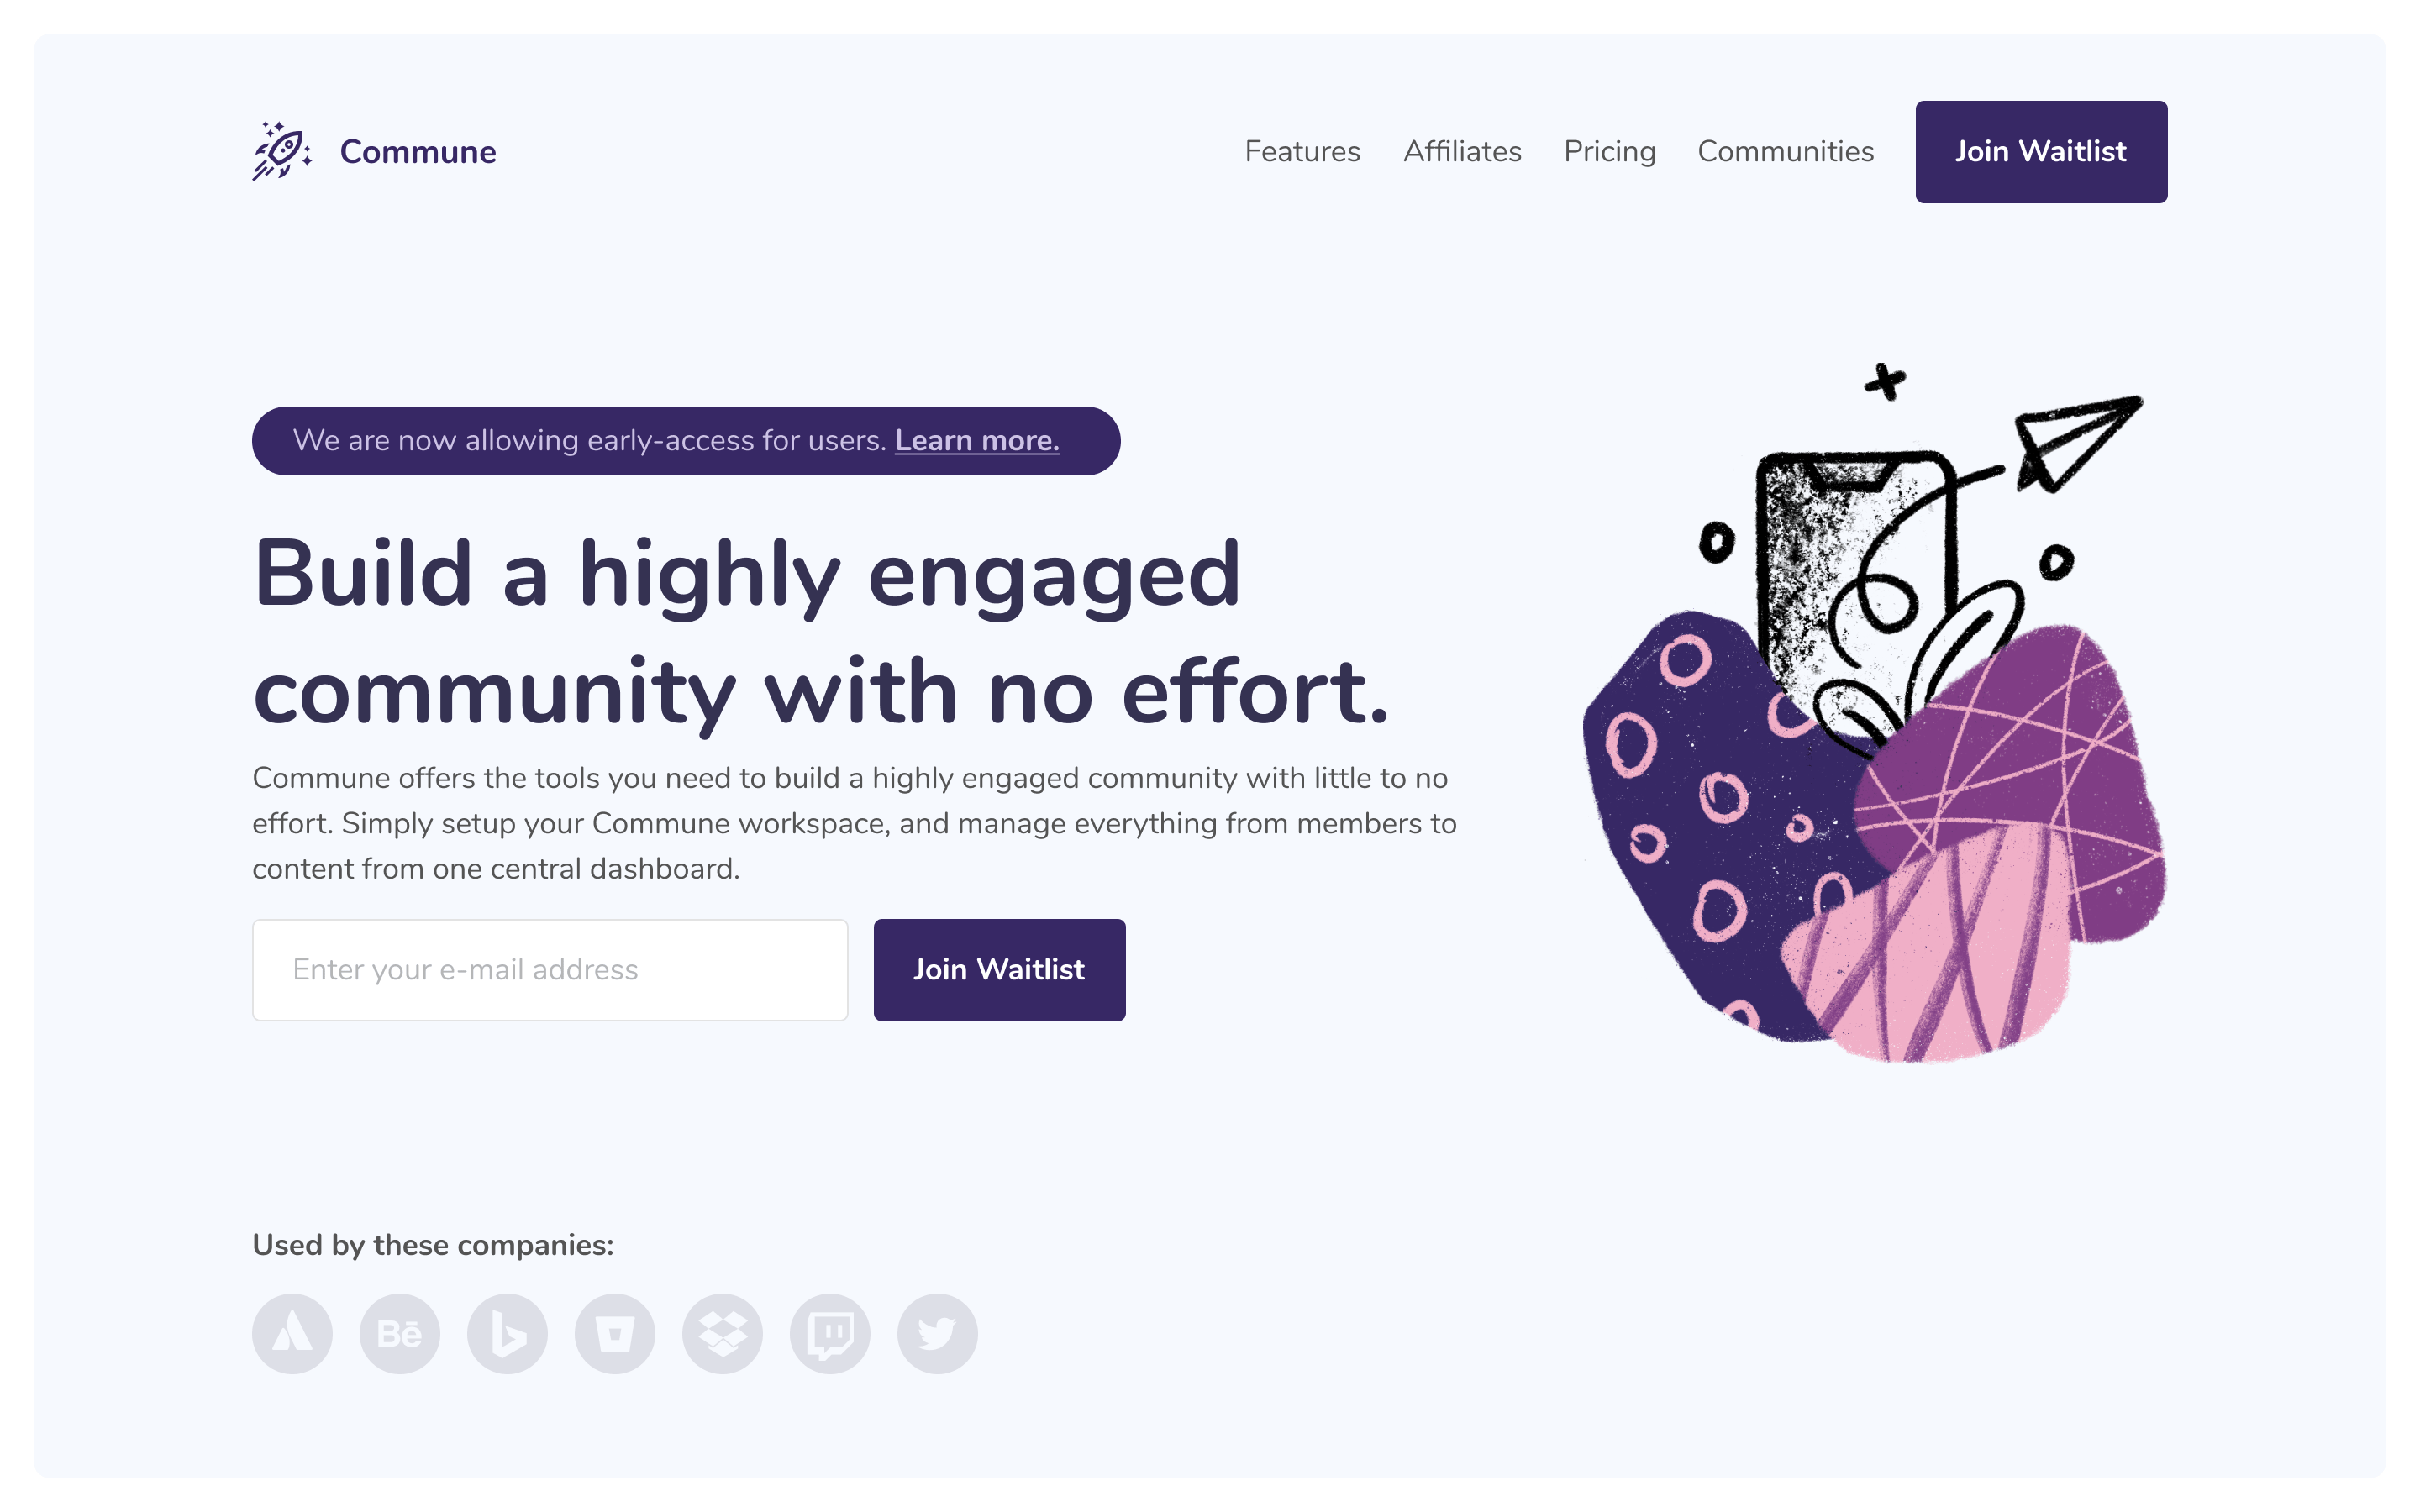 Commune
Features Affiliates Pricing Communities Join Waitlist
We are now allowing early-access for users. Learn more.
Build a highly engaged
community with no effort.
Commune offers the tools you need to build a highly engaged community with little to no
effort. Simply setup your Commune workspace, and manage everything from members to
content from one central dashboard.
Enter your e-mail address
Join Waitlist
Used by these companies:
Bē